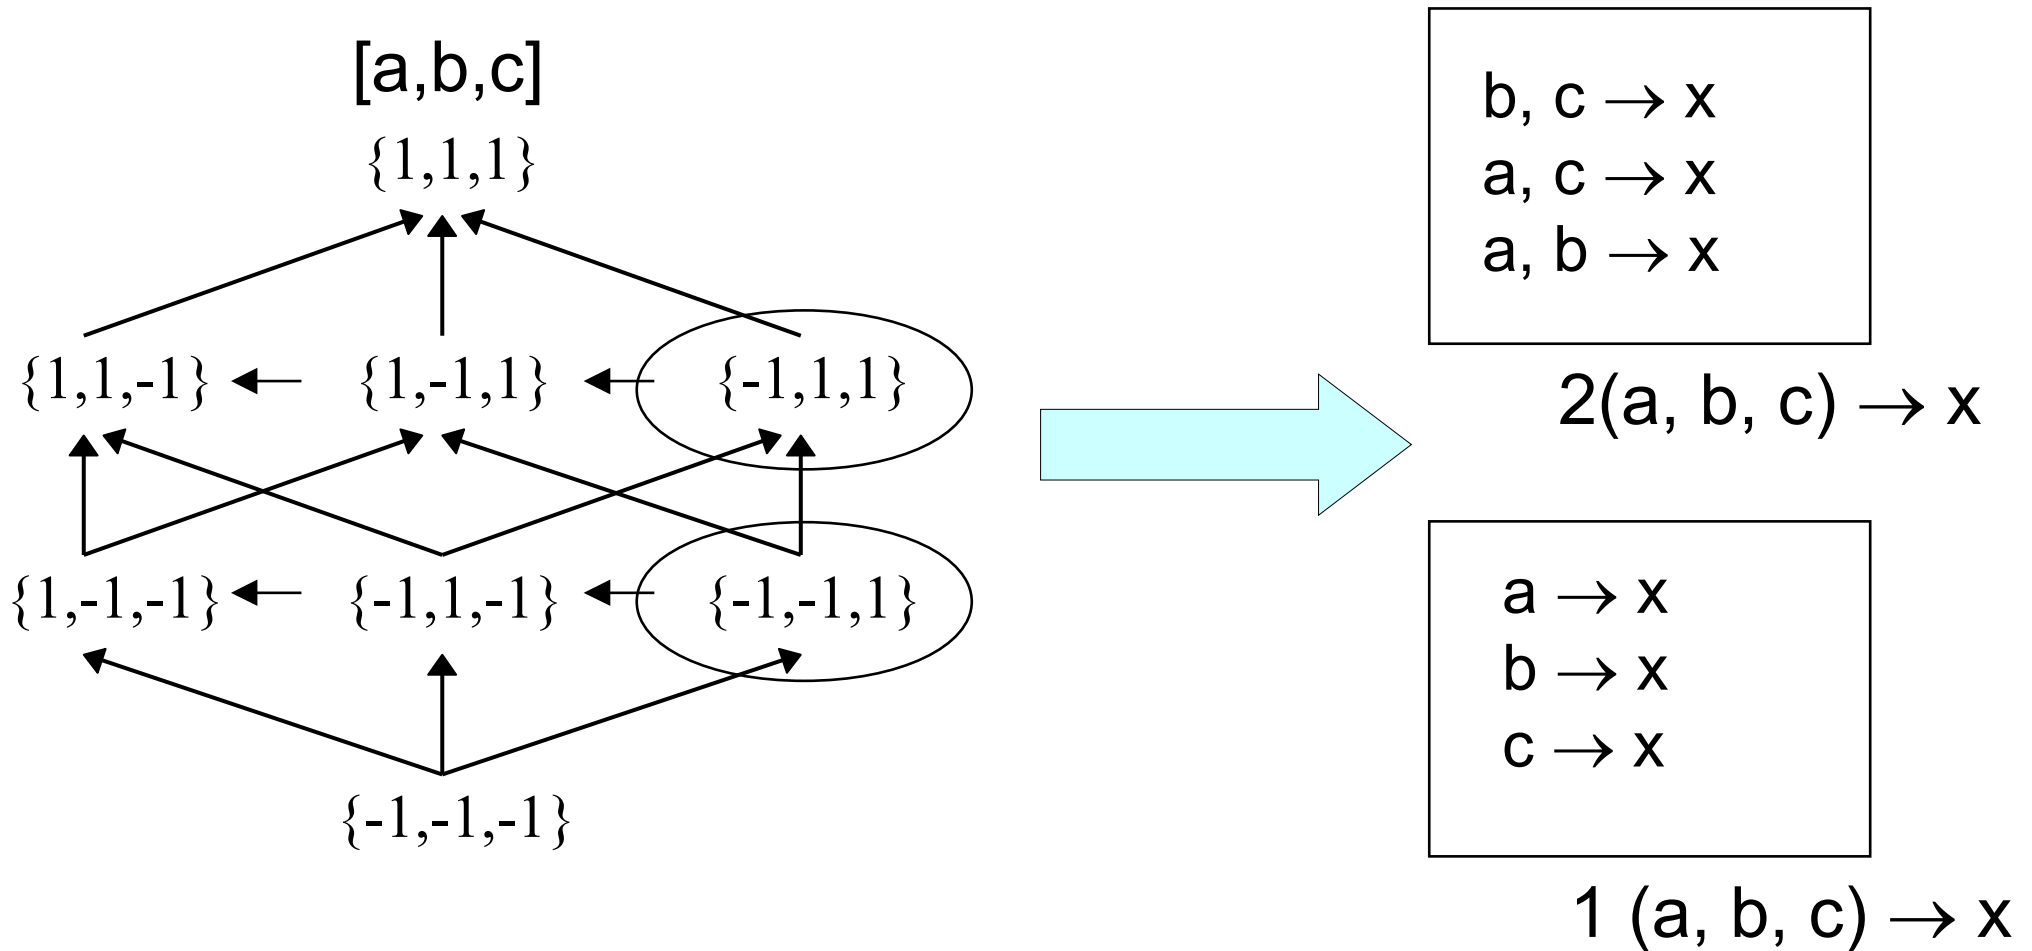 [a,b,c]
{1,1,1}
{1,1,-1}
{1,-1,1}
{-1,1,1}
{1,-1,-1}
{-1,1,-1}
{-1,-1,1}
{-1,-1,-1}
b, c → x
a, c → x
a, b → x
2(a, b, c) → x
a → x
b → x
c → x
1 (a, b, c) → x